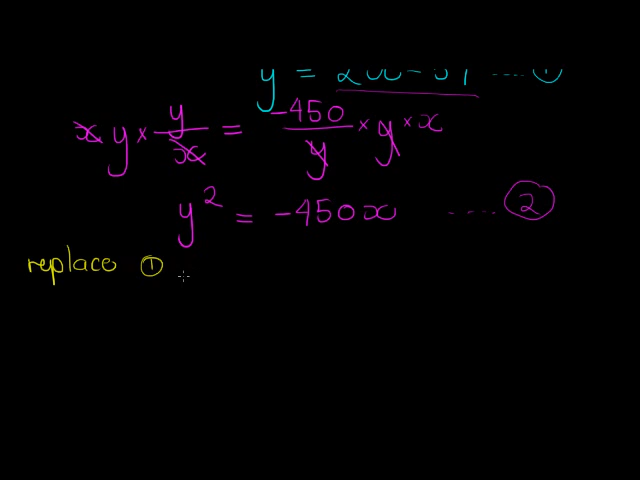 y =
x y × y/x = -450/y × y × x
y² = -450x ..... ②
replace ①